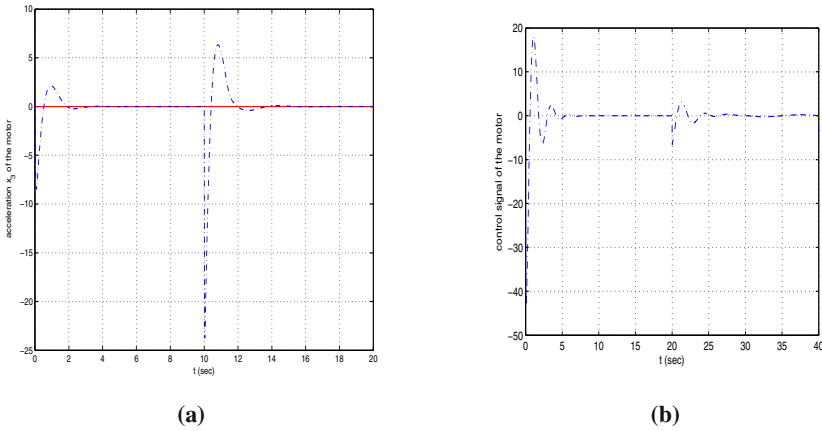 10
5
0
−5
−10
−15
−20
−25
acceleration x3 of the motor
0 2 4 6 8 10 12 14 16 18 20
t (sec)
(a)
20
10
0
−10
−20
−30
−40
−50
control signal of the motor
0 5 10 15 20 25 30 35 40
t (sec)
(b)